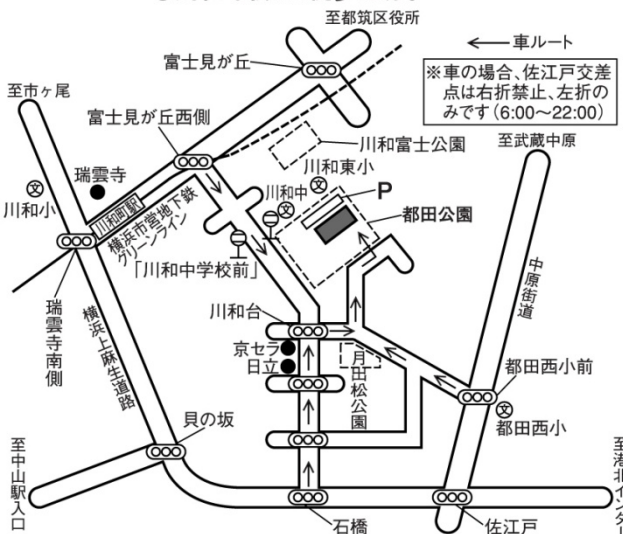 至都筑区役所
富士見が丘
←車ルート
※車の場合、佐江戸交差
点は右折禁止、左折の
みです(6:00〜22:00)
至市ヶ尾
富士見が丘西側
川和富士公園
至武蔵中原
瑞雲寺
川和東小
川和小
川和町駅
横浜市営地下鉄
グリーンライン
川和中
P
都田公園
「川和中学校前」
中原街道
瑞雲寺南側
横浜上麻生道路
川和台
京セラ
日立
月田松公園
都田西小前
都田西小
貝の坂
至中山駅入口
石橋
佐江戸